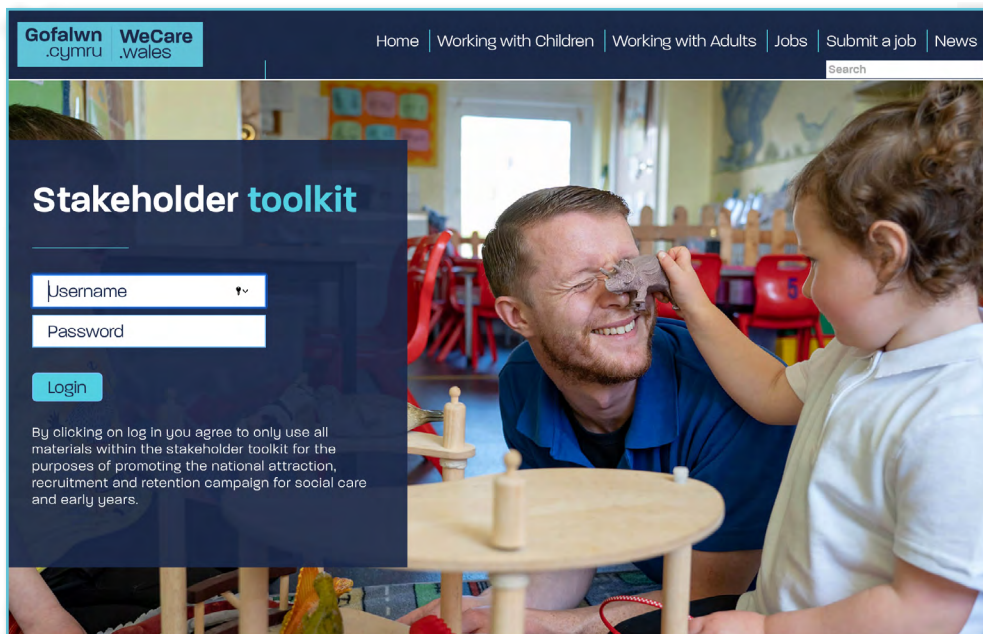 Gofalwn
.cymru
WeCare
.wales
Home
Working with Children
Working with Adults
Jobs
Submit a job
News
Search
Stakeholder toolkit
Username
Password
Login
By clicking on log in you agree to only use all
materials within the stakeholder toolkit for the
purposes of promoting the national attraction,
recruitment and retention campaign for social care
and early years.
5